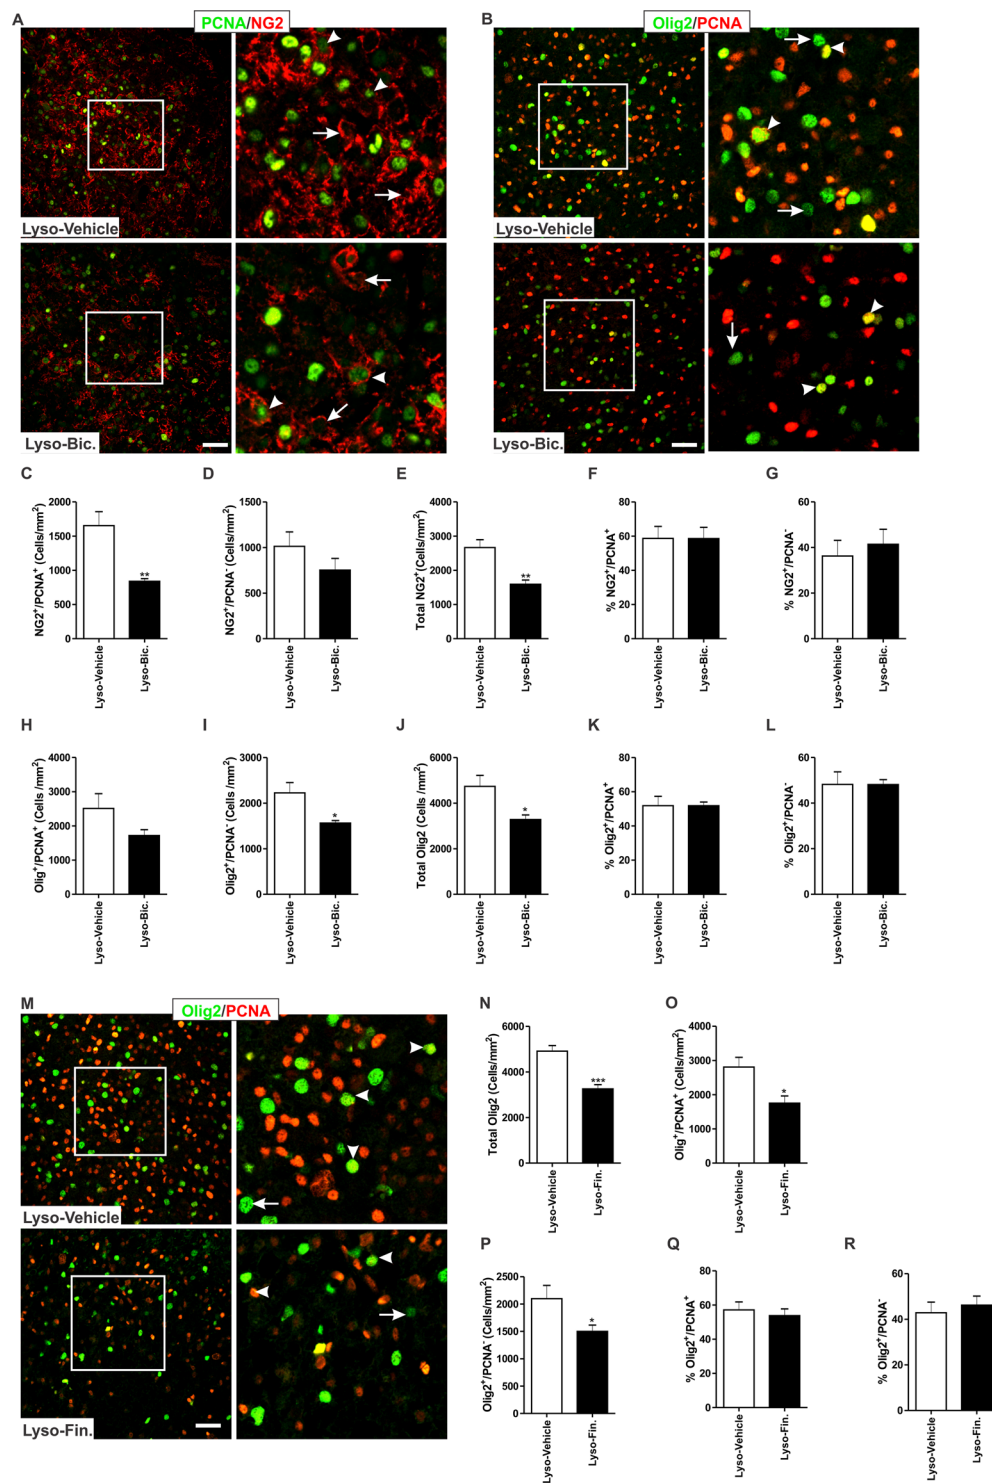 A
PCNA/NG2
Lyso-Vehicle
Lyso-Bic.
B
Olig2/PCNA
Lyso-Vehicle
Lyso-Bic.
C
NG2+/PCNA+ (Cells/mm²)
2000
1500
1000
500
0
**
Lyso-Vehicle
Lyso-Bic.
D
NG2+/PCNA- (Cells/mm²)
1500
1000
500
0
Lyso-Vehicle
Lyso-Bic.
E
Total NG2+(Cells/mm²)
4000
3000
2000
1000
0
**
Lyso-Vehicle
Lyso-Bic.
F
% NG2+/PCNA+
80
60
40
20
0
Lyso-Vehicle
Lyso-Bic.
G
% NG2+/PCNA-
60
40
20
0
Lyso-Vehicle
Lyso-Bic.
H
Olig+/PCNA+ (Cells/mm²)
4000
3000
2000
1000
0
Lyso-Vehicle
Lyso-Bic.
I
Olig2+/PCNA- (Cells /mm²)
3000
2000
1000
0
*
Lyso-Vehicle
Lyso-Bic.
J
Total Olig2 (Cells/mm²)
6000
4000
2000
0
*
Lyso-Vehicle
Lyso-Bic.
K
% Olig2+/PCNA+
80
60
40
20
0
Lyso-Vehicle
Lyso-Bic.
L
% Olig2+/PCNA-
60
40
20
0
Lyso-Vehicle
Lyso-Bic.
M
Olig2/PCNA
Lyso-Vehicle
Lyso-Fin.
N
Total Olig2 (Cells/mm²)
6000
4000
2000
0
***
Lyso-Vehicle
Lyso-Fin.
O
Olig+/PCNA+ (Cells/mm²)
4000
3000
2000
1000
0
*
Lyso-Vehicle
Lyso-Fin.
P
Olig2+/PCNA- (Cells/mm²)
2500
2000
1500
1000
500
0
*
Lyso-Vehicle
Lyso-Fin.
Q
% Olig2+/PCNA+
80
60
40
20
0
Lyso-Vehicle
Lyso-Fin.
R
% Olig2+/PCNA-
60
40
20
0
Lyso-Vehicle
Lyso-Fin.